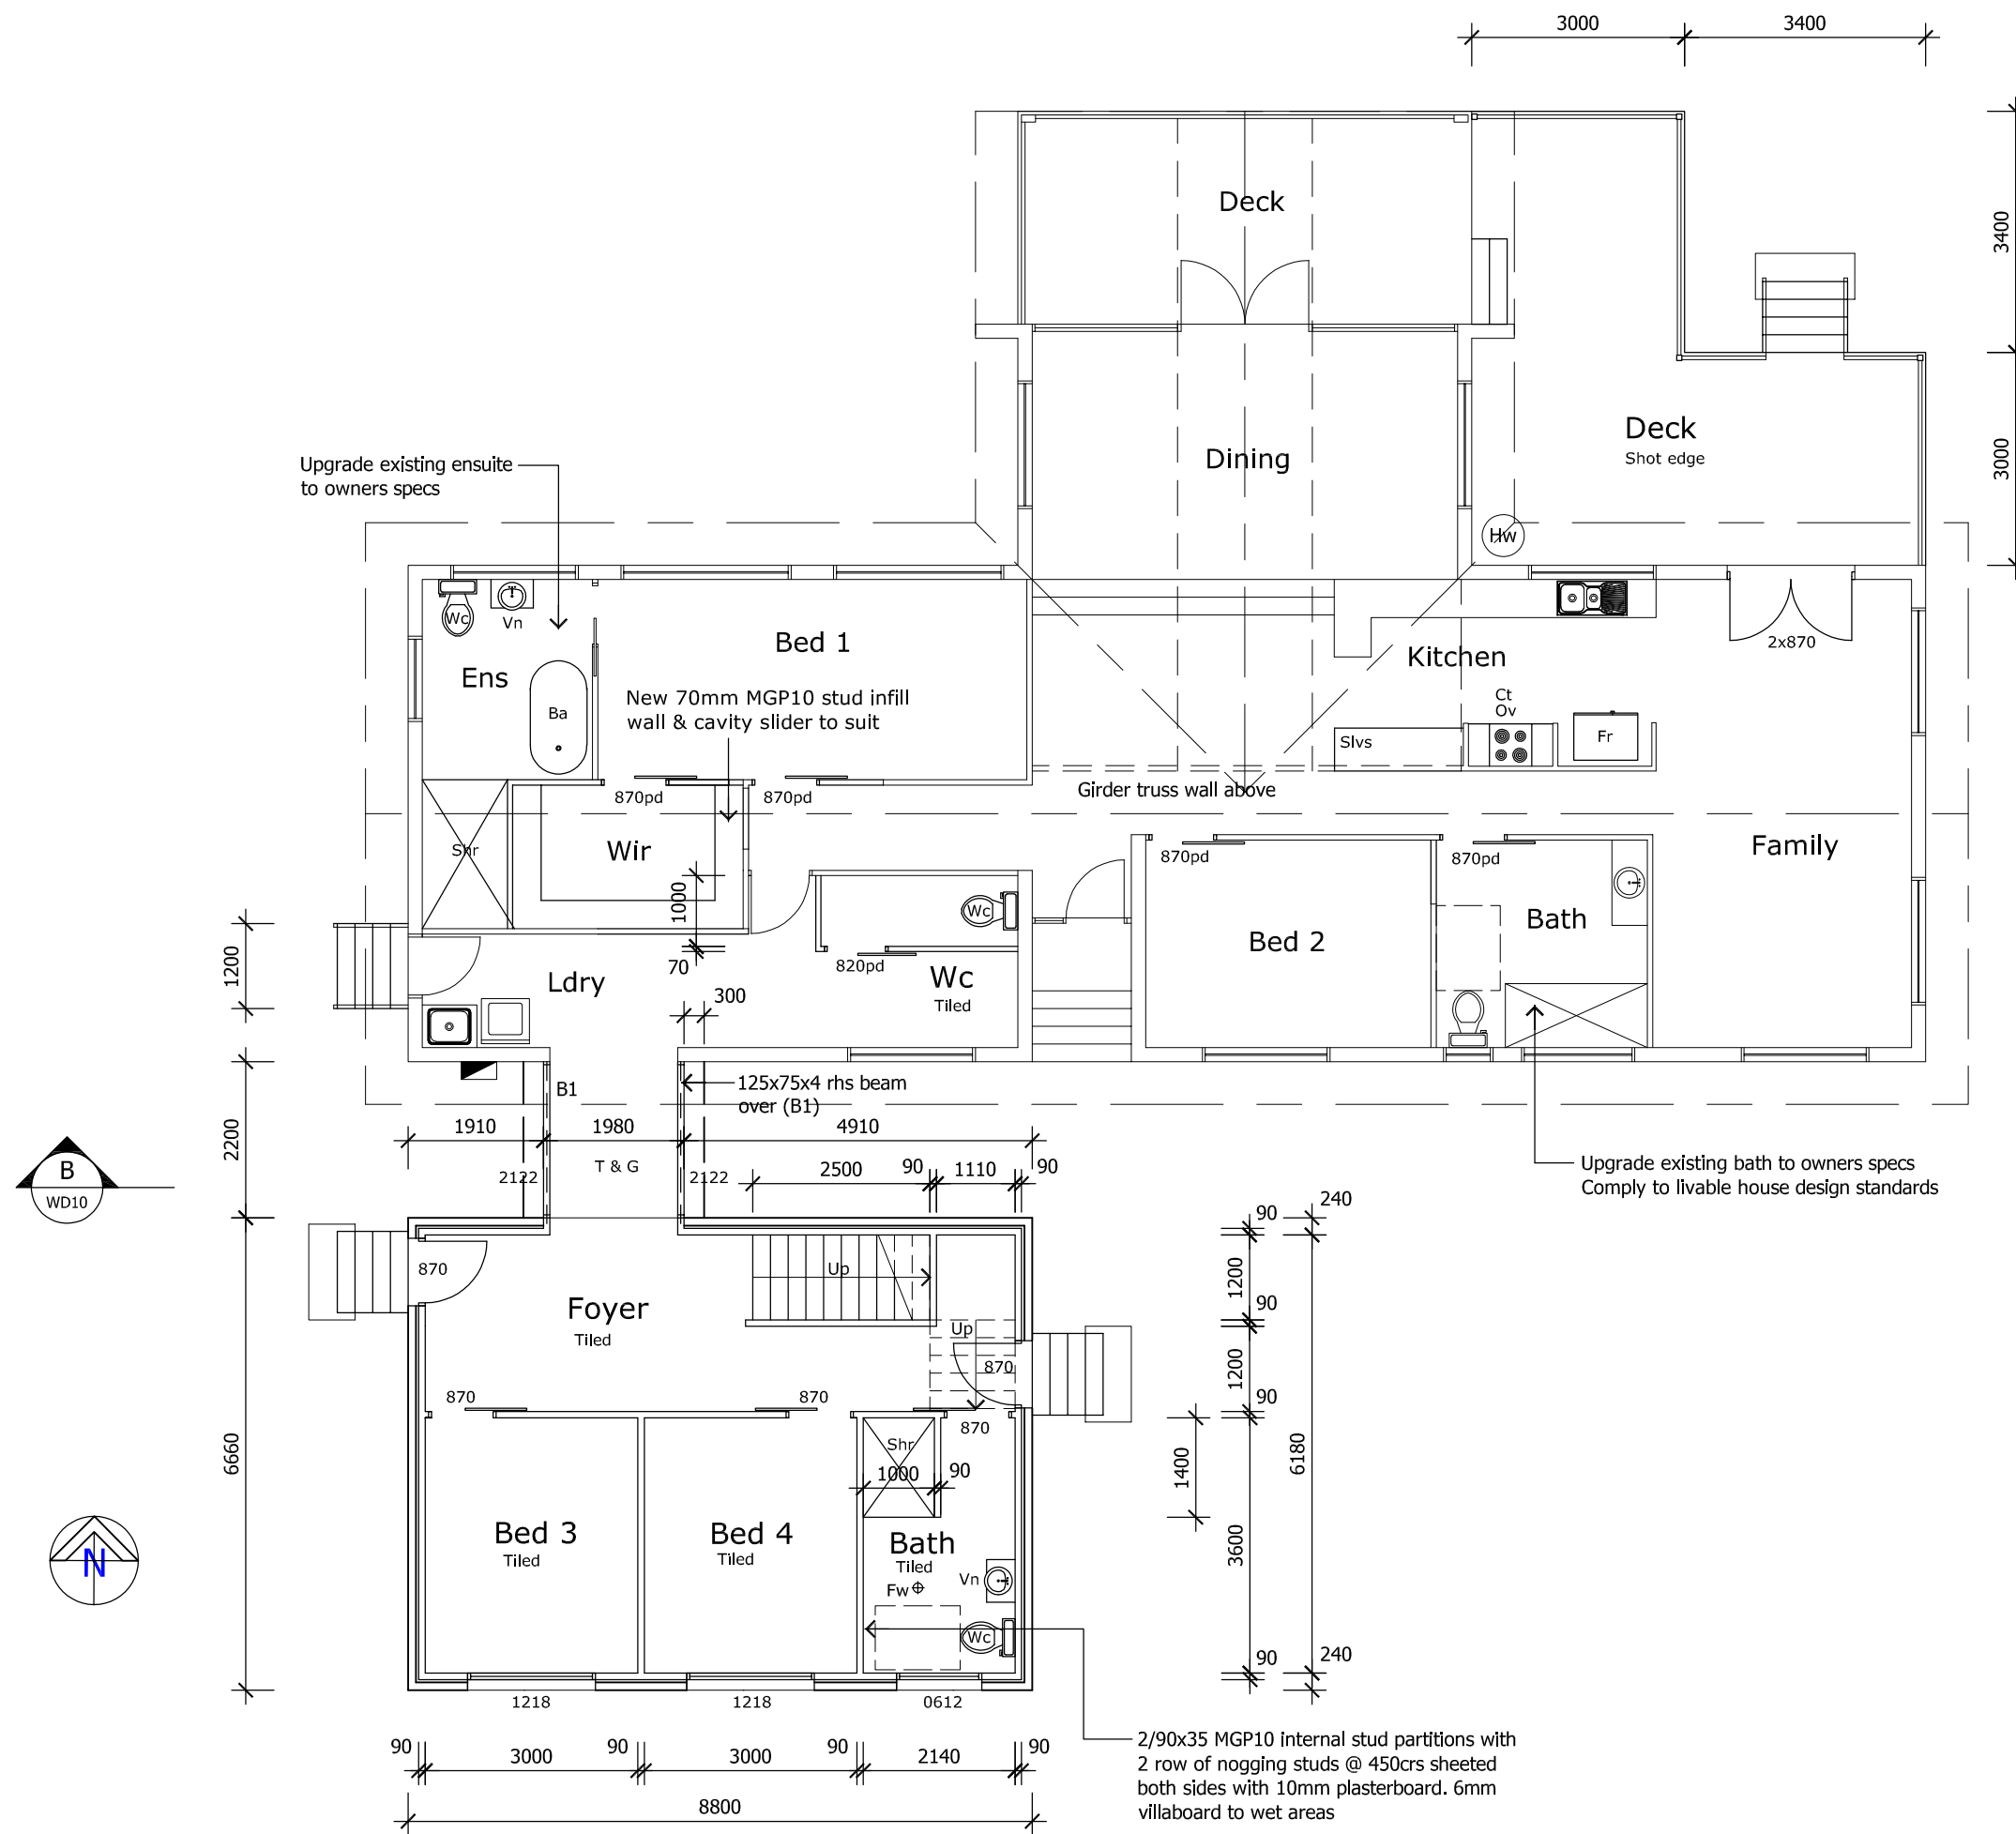 3000
3400
Deck
3400
Deck
Shot edge
3000
Dining
Hw
Upgrade existing ensuite
to owners specs
Wc
Vn
Ens
Ba
Bed 1
New 70mm MGP10 stud infill
wall & cavity slider to suit
Kitchen
Ct
Ov
Slvs
Fr
2x870
870pd
870pd
Girder truss wall above
Shr
Wir
1000
70
870pd
870pd
Family
Wc
Bed 2
Bath
1200
Ldry
820pd
Wc
Tiled
300
B1
125x75x4 rhs beam
over (B1)
1910
1980
4910
2200
T & G
2122
2122
2500
90
1110
90
B
WD10
Upgrade existing bath to owners specs
Comply to livable house design standards
240
90
870
Up
1200
Foyer
Tiled
Up
90
870
1200
870
870
870
90
6660
Shr
1000
90
1400
6180
3600
Bed 3
Tiled
Bed 4
Tiled
Bath
Tiled
Fw
Vn
Wc
N
90
240
1218
1218
0612
90
3000
90
3000
90
2140
90
8800
2/90x35 MGP10 internal stud partitions with
2 row of nogging studs @ 450crs sheeted
both sides with 10mm plasterboard. 6mm
villaboard to wet areas